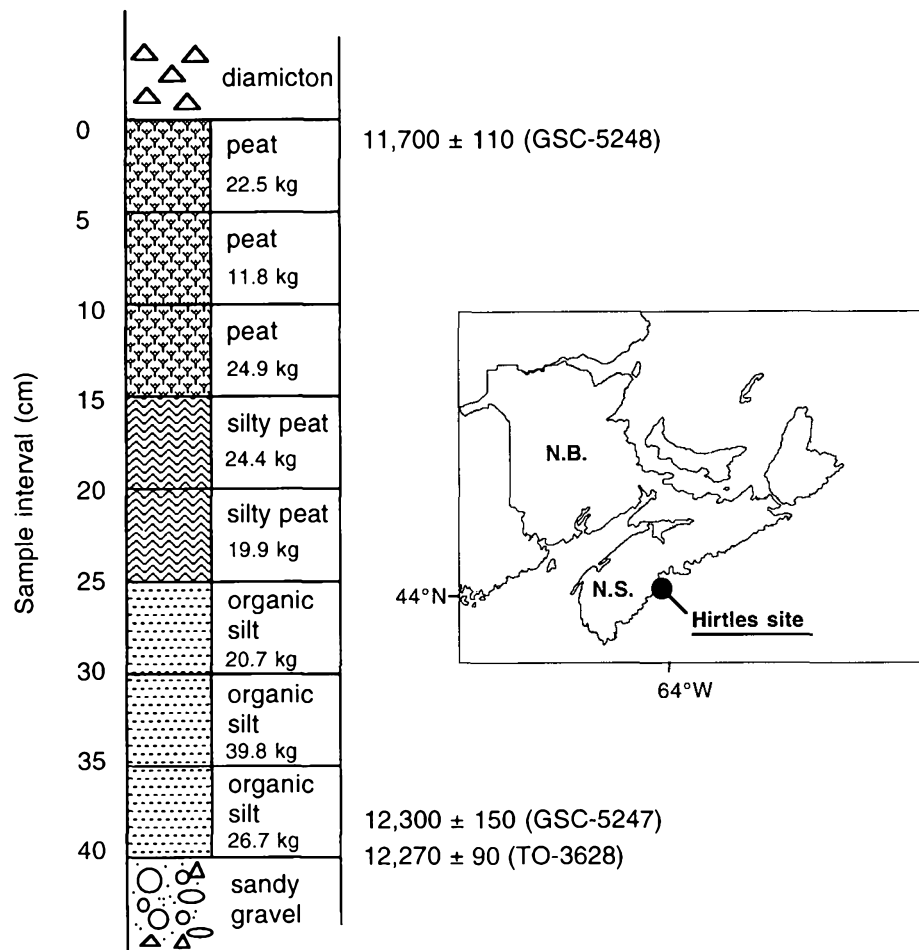 diamicton
0
peat
22.5 kg
11,700 ± 110 (GSC-5248)
5
peat
11.8 kg
10
peat
24.9 kg
15
silty peat
24.4 kg
20
silty peat
19.9 kg
25
organic
silt
20.7 kg
30
organic
silt
39.8 kg
35
organic
silt
26.7 kg
12,300 ± 150 (GSC-5247)
40
12,270 ± 90 (TO-3628)
sandy
gravel
Sample interval (cm)
N.B.
N.S.
44°N
Hirtles site
64°W